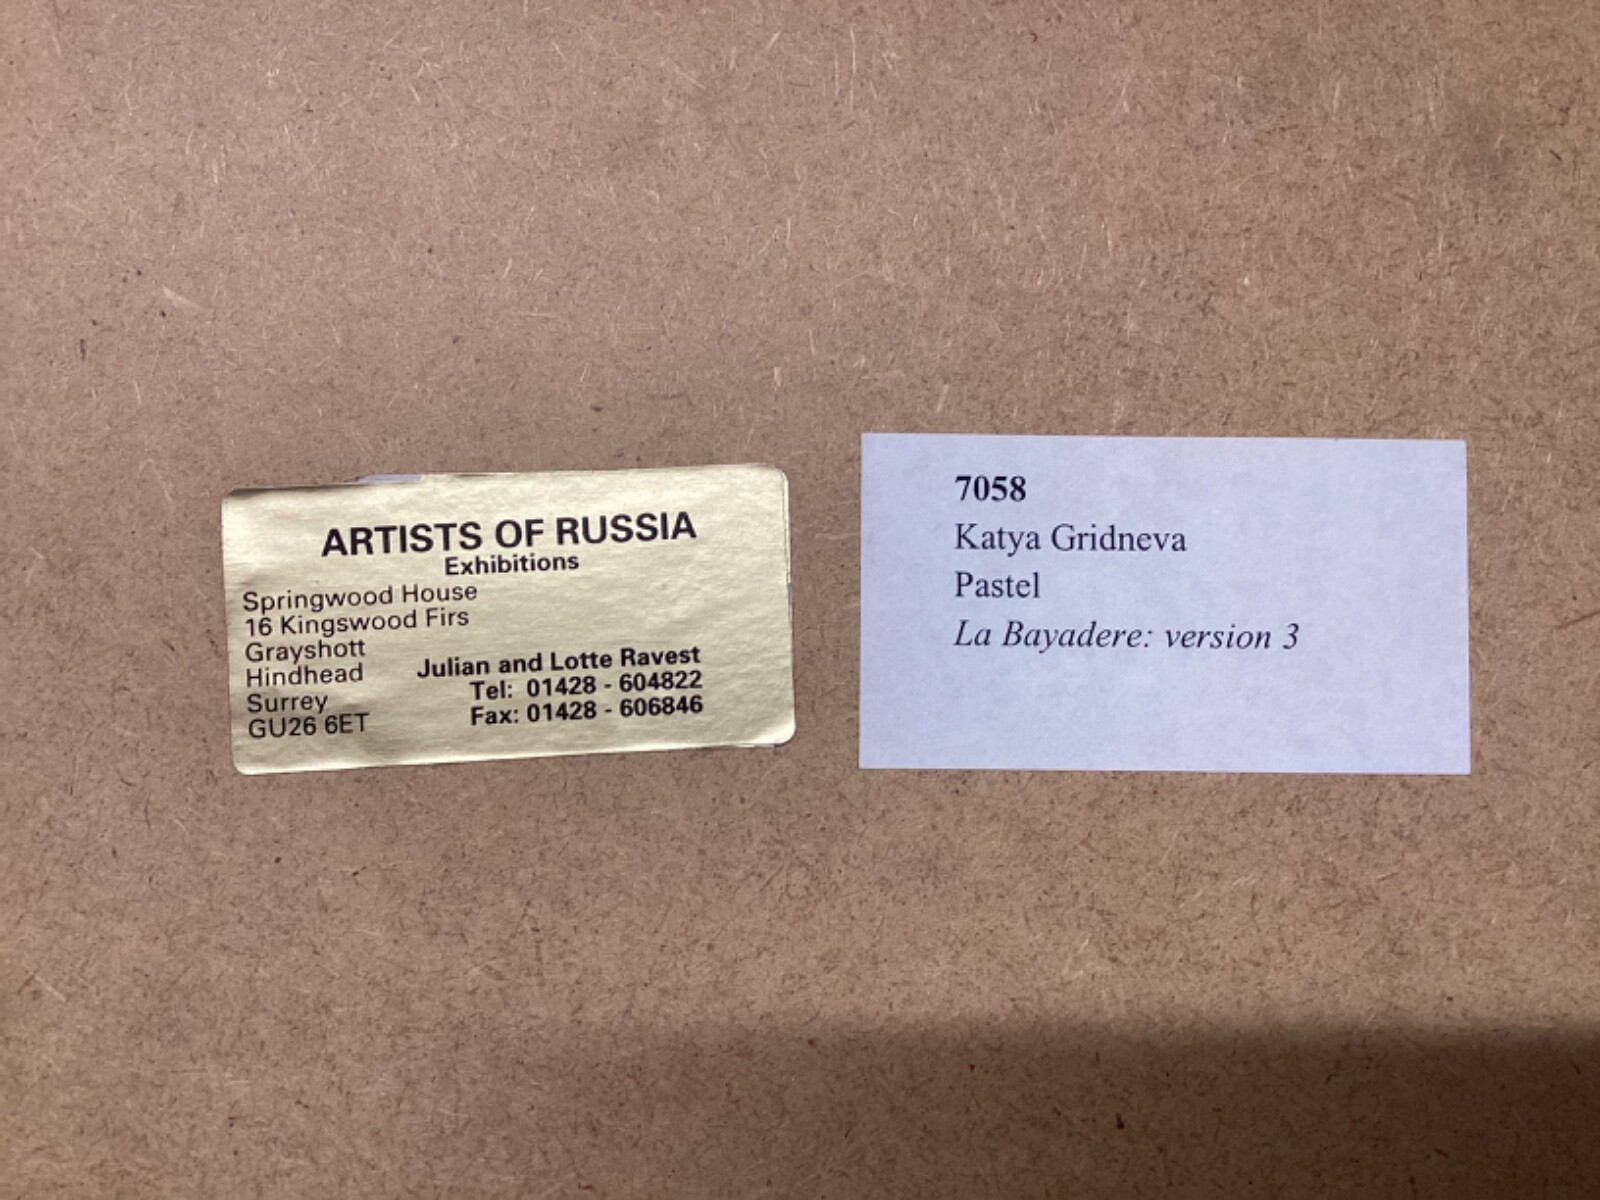 ARTISTS OF RUSSIA
Exhibitions
Springwood House
16 Kingswood Firs
Grayshott
Hindhead
Surrey
GU26 6ET
Julian and Lotte Ravest
Tel: 01428 - 604822
Fax: 01428 - 606846
7058
Katya Gridneva
Pastel
La Bayadere: version 3